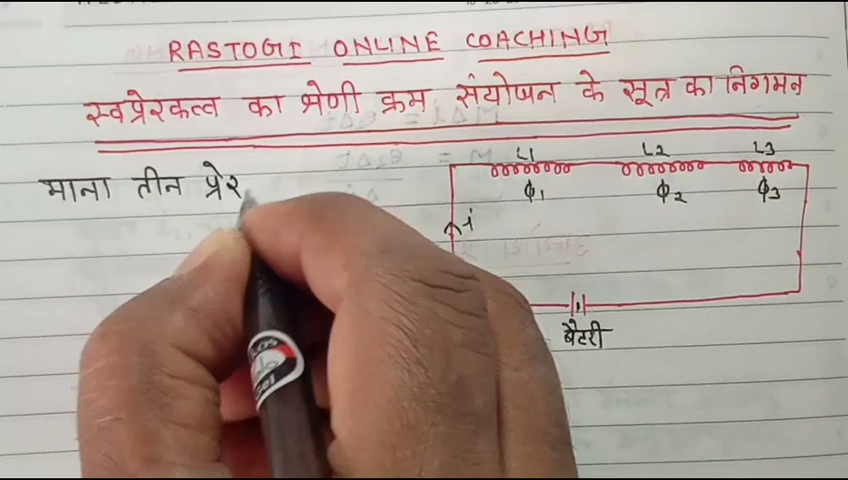 RASTOGI ONLINE COACHING
स्वप्रेरकत्व का श्रेणी क्रम संयोजन के सूत्र का निगमन
L1 L2 L3
माना तीन प्रेर
ϕ1 ϕ2 ϕ3
i
बैटरी